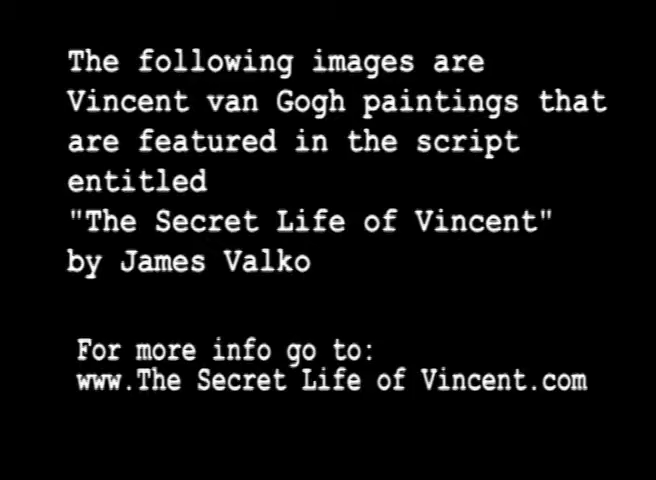 The following images are
Vincent van Gogh paintings that
are featured in the script
entitled
"The Secret Life of Vincent"
by James Valko
For more info go to:
www.The Secret Life of Vincent.com